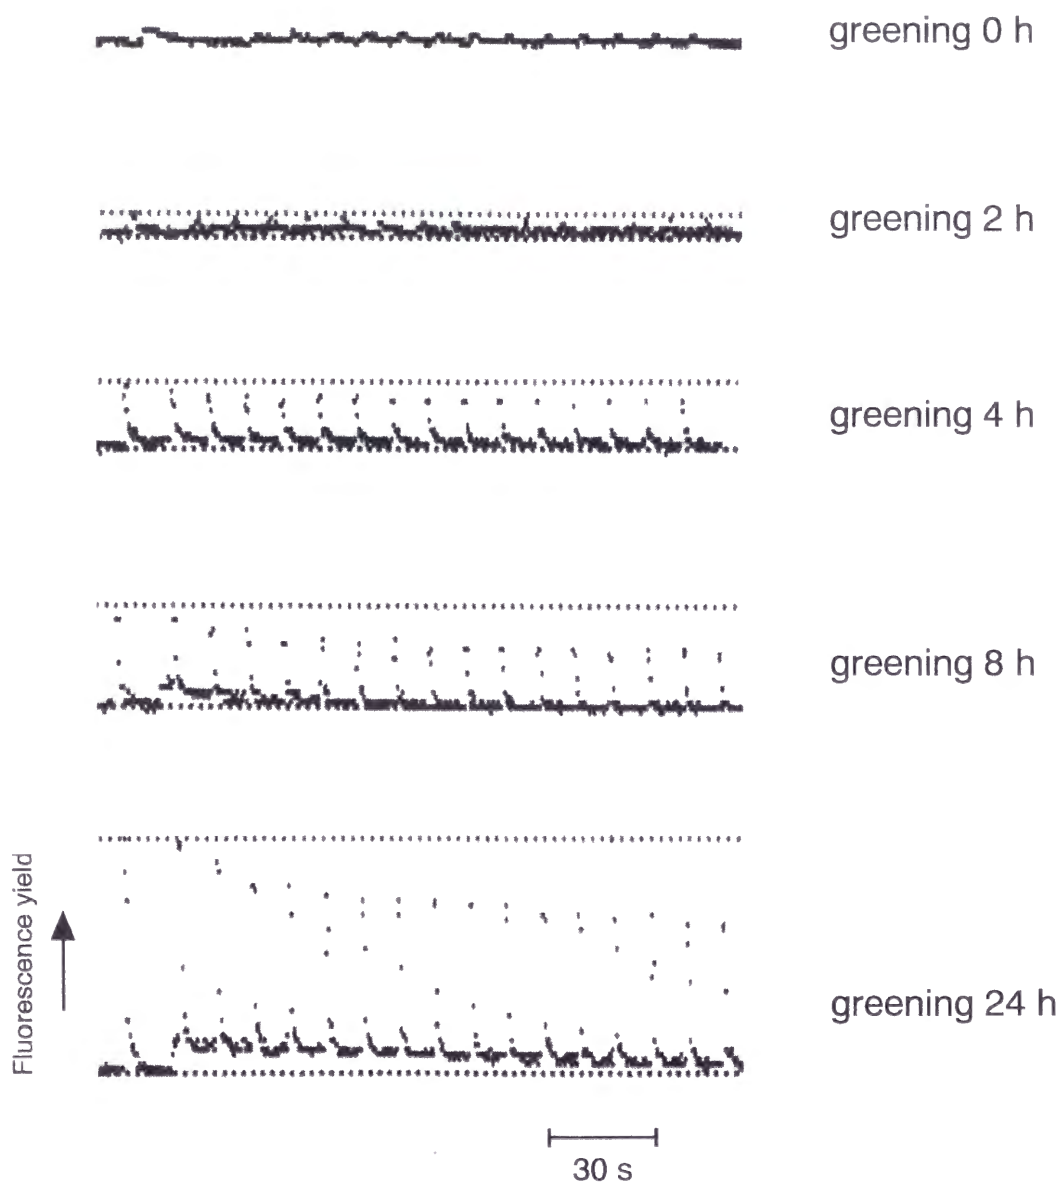 greening 0 h
greening 2 h
greening 4 h
greening 8 h
Fluorescence yield
greening 24 h
30 s